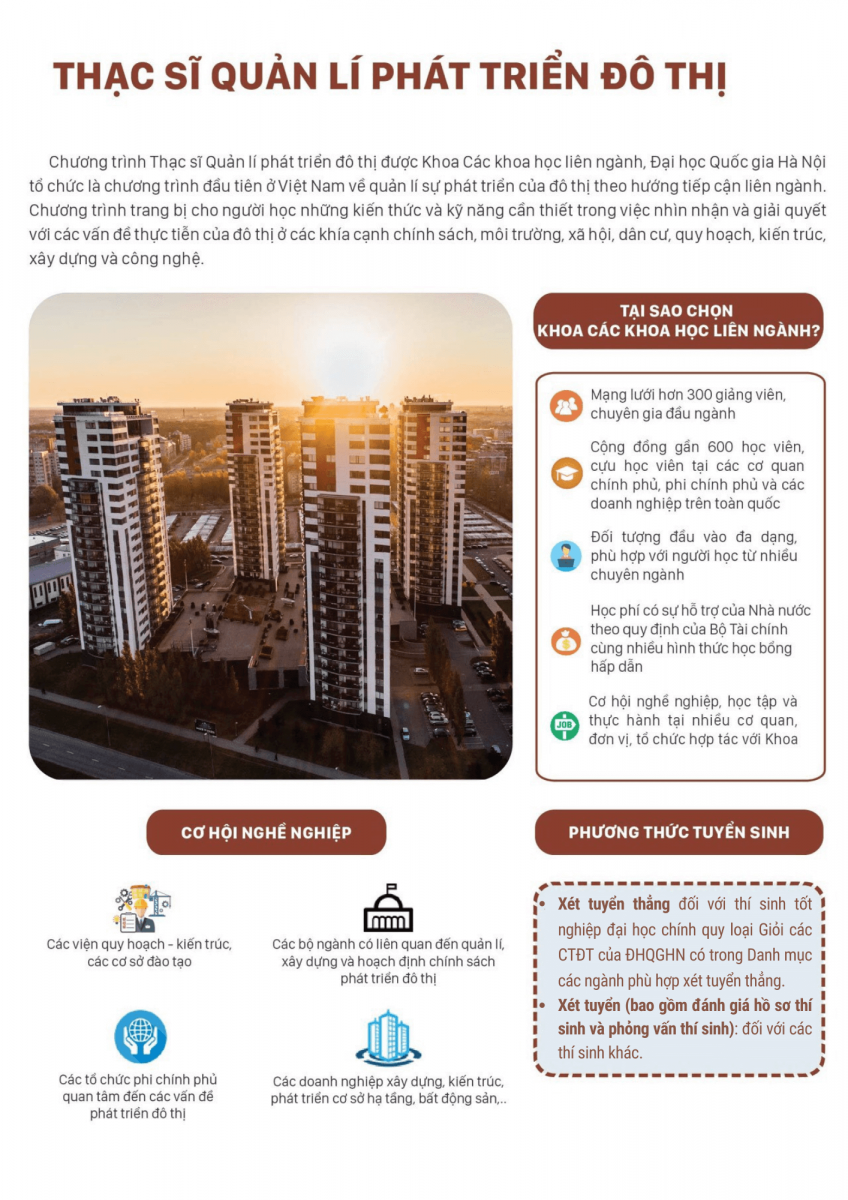 THẠC SĨ QUẢN LÍ PHÁT TRIỂN ĐÔ THỊ
Chương trình Thạc sĩ Quản lí phát triển đô thị được Khoa Các khoa học liên ngành, Đại học Quốc gia Hà Nội
tổ chức là chương trình đầu tiên ở Việt Nam về quản lí sự phát triển của đô thị theo hướng tiếp cận liên ngành.
Chương trình trang bị cho người học những kiến thức và kỹ năng cần thiết trong việc nhìn nhận và giải quyết
với các vấn đề thực tiễn của đô thị ở các khía cạnh chính sách, môi trường, xã hội, dân cư, quy hoạch, kiến trúc,
xây dựng và công nghệ.
TẠI SAO CHỌN
KHOA CÁC KHOA HỌC LIÊN NGÀNH?
Mạng lưới hơn 300 giảng viên,
chuyên gia đầu ngành
Cộng đồng gần 600 học viên,
cựu học viên tại các cơ quan
chính phủ, phi chính phủ và các
doanh nghiệp trên toàn quốc
Đối tượng đầu vào đa dạng,
phù hợp với người học từ nhiều
chuyên ngành
Học phí có sự hỗ trợ của Nhà nước
theo quy định của Bộ Tài chính
cùng nhiều hình thức học bổng
hấp dẫn
JOB
Cơ hội nghề nghiệp, học tập và
thực hành tại nhiều cơ quan,
đơn vị, tổ chức hợp tác với Khoa
CƠ HỘI NGHỀ NGHIỆP
Các viện quy hoạch - kiến trúc,
các cơ sở đào tạo
Các bộ ngành có liên quan đến quản lí,
xây dựng và hoạch định chính sách
phát triển đô thị
Các tổ chức phi chính phủ
quan tâm đến các vấn đề
phát triển đô thị
Các doanh nghiệp xây dựng, kiến trúc,
phát triển cơ sở hạ tầng, bất động sản,..
PHƯƠNG THỨC TUYỂN SINH
• Xét tuyển thẳng đối với thí sinh tốt
nghiệp đại học chính quy loại Giỏi các
CTĐT của ĐHQGHN có trong Danh mục
các ngành phù hợp xét tuyển thẳng.
• Xét tuyển (bao gồm đánh giá hồ sơ thí
sinh và phỏng vấn thí sinh): đối với các
thí sinh khác.